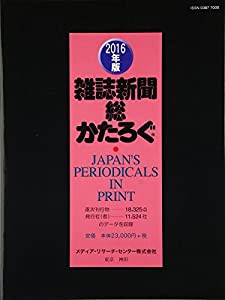 ISSN 0387-7000
2016
年版
雑誌新聞
総
かたろぐ
JAPAN'S
PERIODICALS
IN
PRINT
逐次刊行物 18,325点
発行社(者) 11,524社
のデータを収録
定価 本体23,000円+税
メディア・リサーチ・センター株式会社
東京 神田